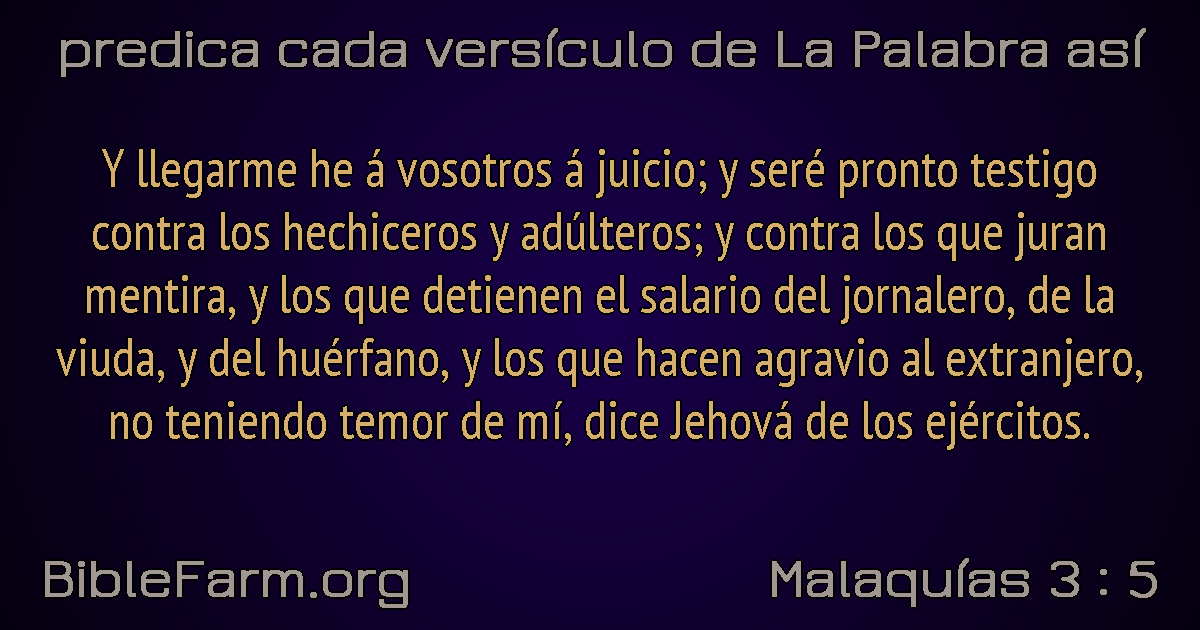 predica cada versículo de La Palabra así
Y llegarme he á vosotros á juicio; y seré pronto testigo
contra los hechiceros y adúlteros; y contra los que juran
mentira, y los que detienen el salario del jornalero, de la
viuda, y del huérfano, y los que hacen agravio al extranjero,
no teniendo temor de mí, dice Jehová de los ejércitos.
BibleFarm.org
Malaquías 3 : 5